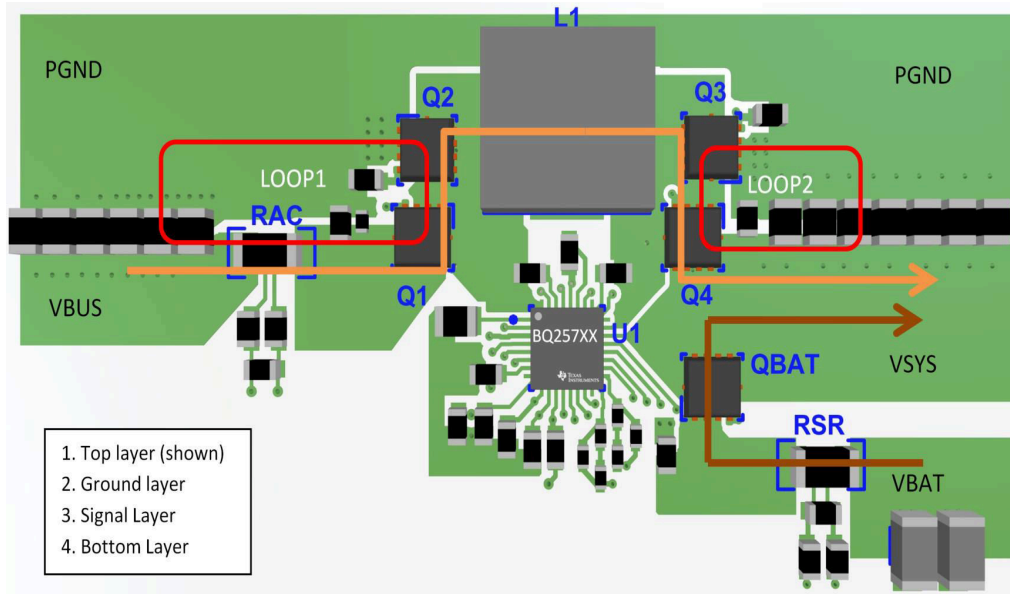 L1
PGND
PGND
Q2
Q3
LOOP1
LOOP2
RAC
Q1
Q4
VBUS
BQ257XX
U1
TEXAS
INSTRUMENTS
QBAT
VSYS
RSR
VBAT
1. Top layer (shown)
2. Ground layer
3. Signal Layer
4. Bottom Layer